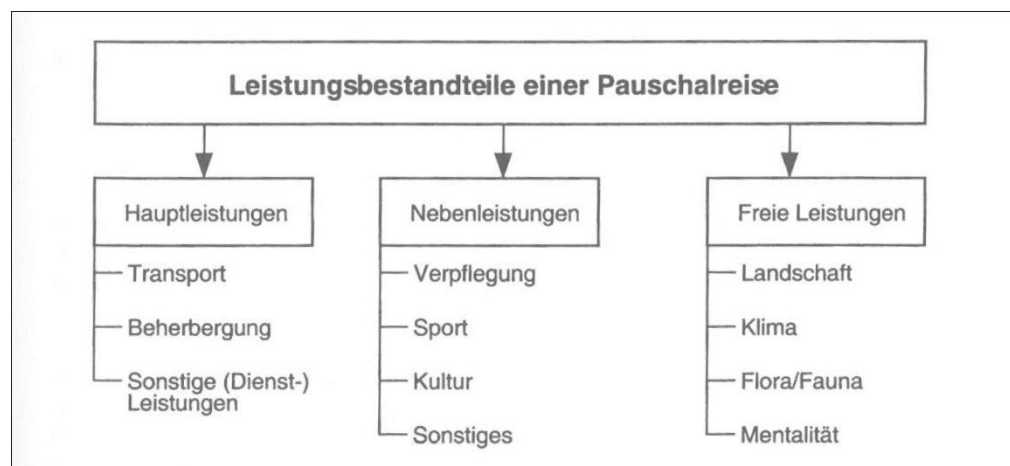 Leistungsbestandteile einer Pauschalreise
Hauptleistungen
Transport
Beherbergung
Sonstige (Dienst-)
Leistungen
Nebenleistungen
Verpflegung
Sport
Kultur
Sonstiges
Freie Leistungen
Landschaft
Klima
Flora/Fauna
Mentalität